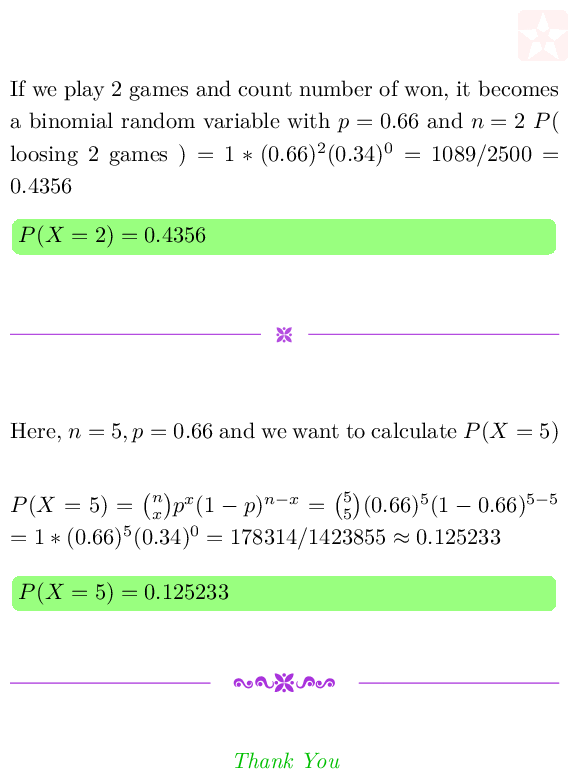 If we play 2 games and count number of won, it becomes
a binomial random variable with p = 0.66 and n = 2 P(
loosing 2 games ) = 1 ∗ (0.66)²(0.34)⁰ = 1089/2500 =
0.4356
P(X = 2) = 0.4356
Here, n = 5, p = 0.66 and we want to calculate P(X = 5)
P(X = 5) = (n x)pˣ(1 − p)ⁿ⁻ˣ = (5 5)(0.66)⁵(1 − 0.66)⁵⁻⁵
= 1 ∗ (0.66)⁵(0.34)⁰ = 178314/1423855 ≈ 0.125233
P(X = 5) = 0.125233
Thank You